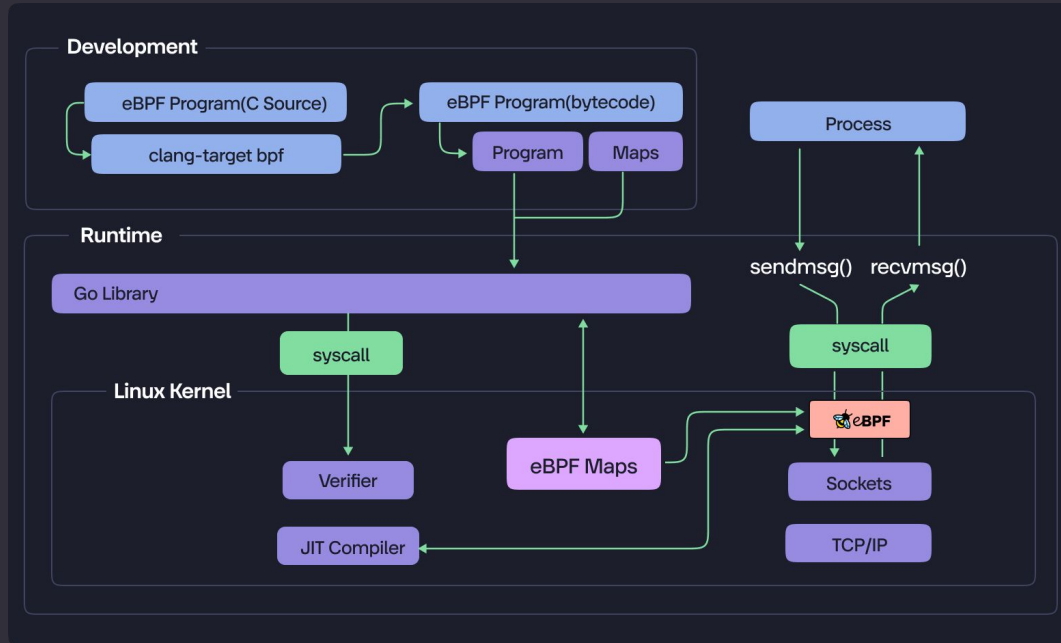 Development
eBPF Program(C Source)
eBPF Program(bytecode)
clang-target bpf
Program
Maps
Process
Runtime
sendmsg()
recvmsg()
Go Library
syscall
syscall
Linux Kernel
eBPF
eBPF Maps
Verifier
Sockets
JIT Compiler
TCP/IP